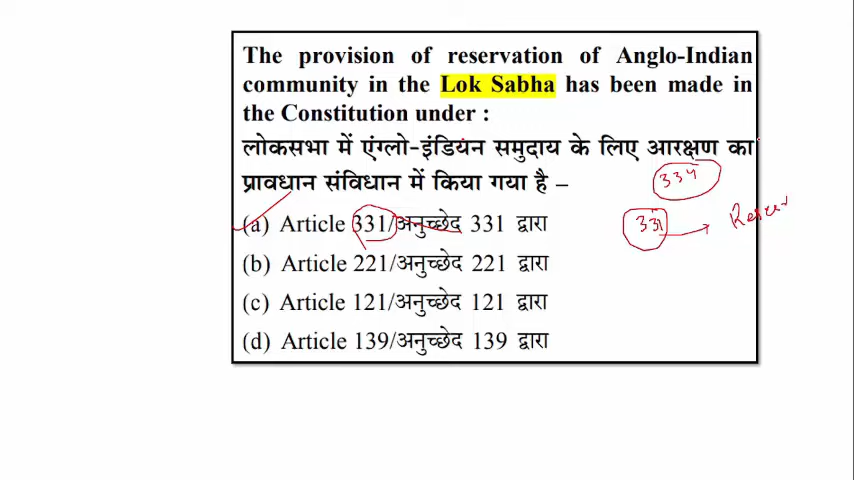 The provision of reservation of Anglo-Indian
community in the Lok Sabha has been made in
the Constitution under :
लोकसभा में एंग्लो-इंडियन समुदाय के लिए आरक्षण का
प्रावधान संविधान में किया गया है –
334
(a) Article 331/अनुच्छेद 331 द्वारा
331
(b) Article 221/अनुच्छेद 221 द्वारा
(c) Article 121/अनुच्छेद 121 द्वारा
(d) Article 139/अनुच्छेद 139 द्वारा